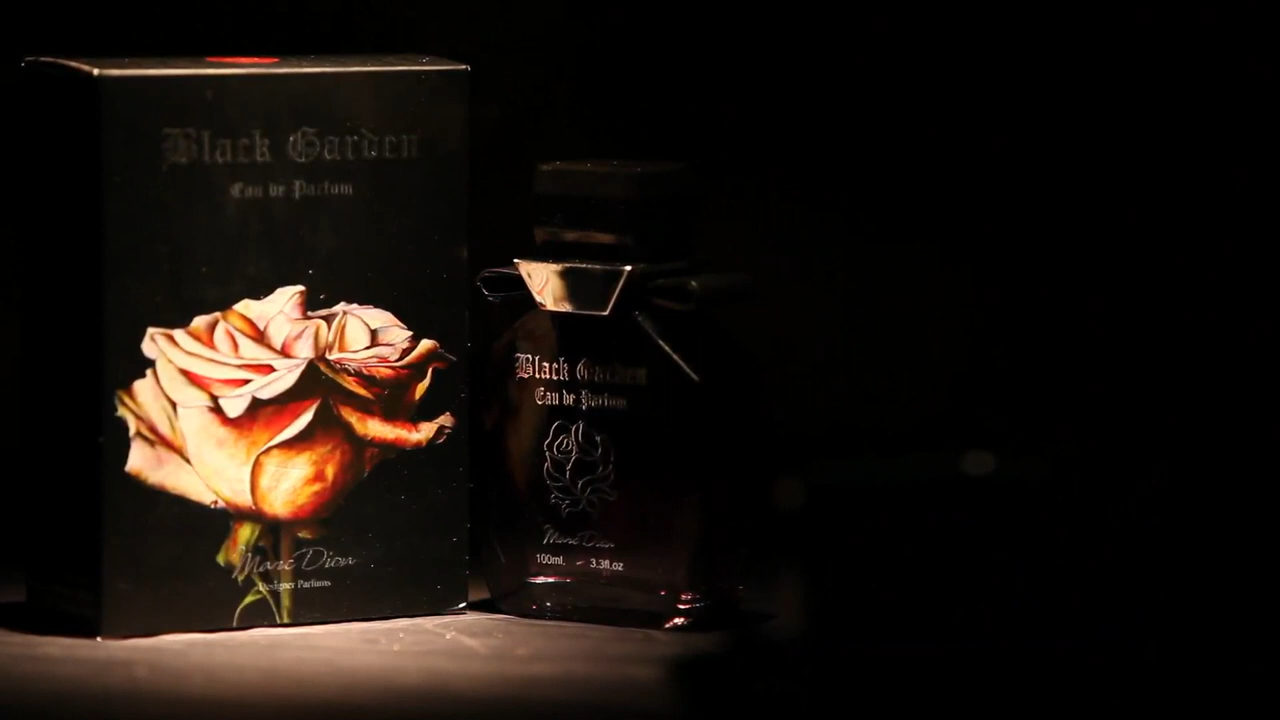 Black Garden
Eau de Parfum
Marc Dion
Designer Parfums
Black Garden
Eau de Parfum
Marc Dion
100ml. - 3.3fl.oz